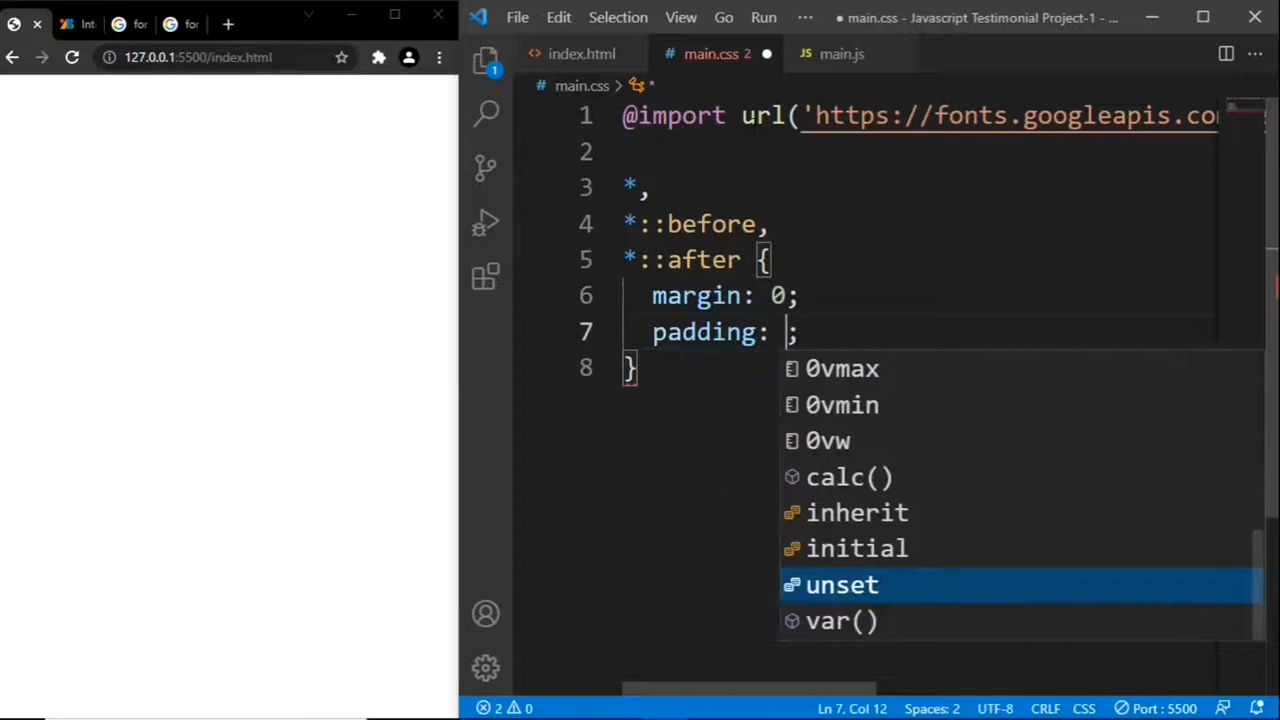 Int
for
for
File Edit Selection View Go Run ··· ● main.css - Javascript Testimonial Project-1 - ...
127.0.0.1:5500/index.html
index.html # main.css 2 ● JS main.js
# main.css > *
1 @import url('https://fonts.googleapis.co
2
3 *,
4 *::before,
5 *::after {
6 margin: 0;
7 padding: ;
8 }
0vmax
0vmin
0vw
calc()
inherit
initial
unset
var()
1
2 0 Ln 7, Col 12 Spaces: 2 UTF-8 CRLF CSS Port : 5500